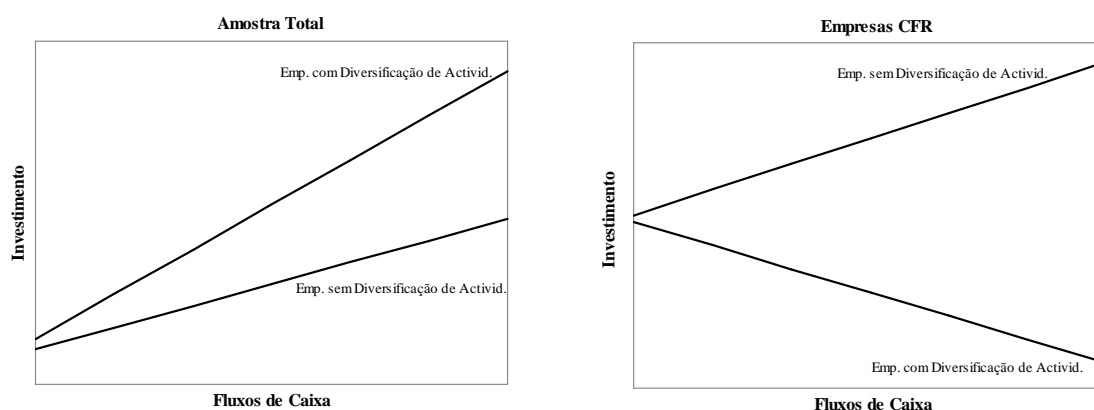 Amostra Total
Emp. com Diversificação de Activid.
Investimento
Emp. sem Diversificação de Activid.
Fluxos de Caixa
Empresas CFR
Emp. sem Diversificação de Activid.
Investimento
Emp. com Diversificação de Activid.
Fluxos de Caixa